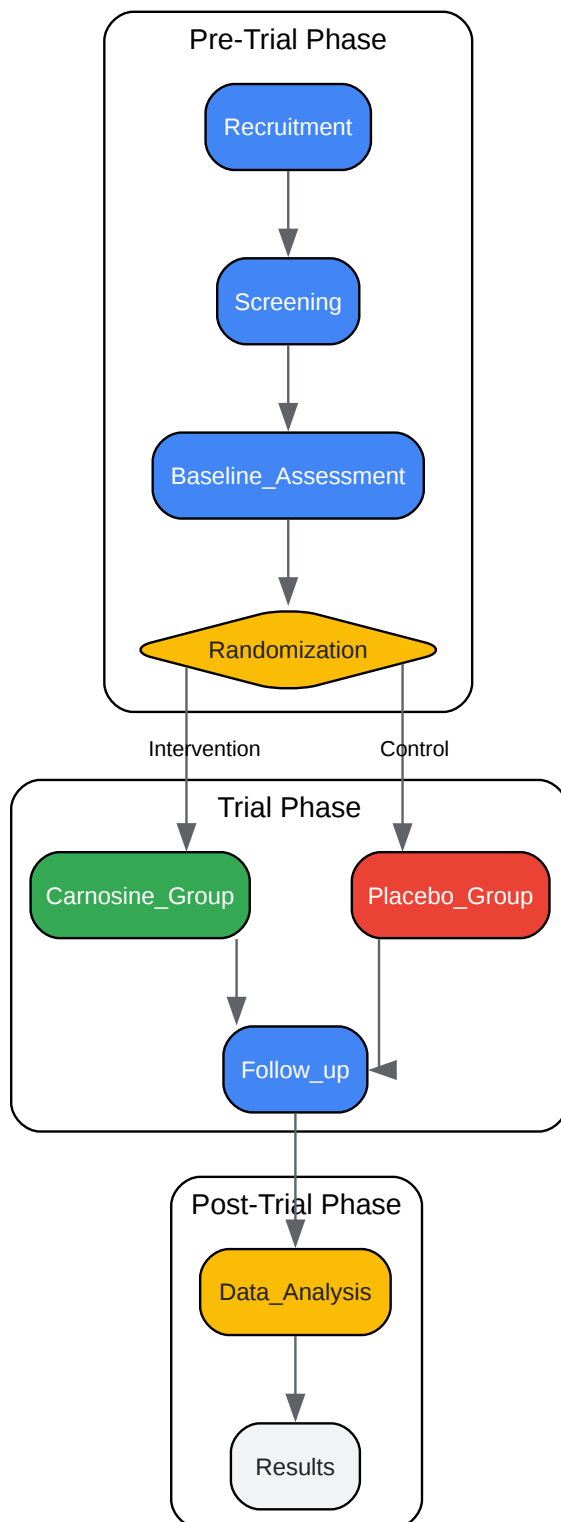 Pre-Trial Phase
Recruitment
Screening
Baseline_Assessment
Randomization
Intervention
Control
Trial Phase
Carnosine_Group
Placebo_Group
Follow_up
Post-Trial Phase
Data_Analysis
Results